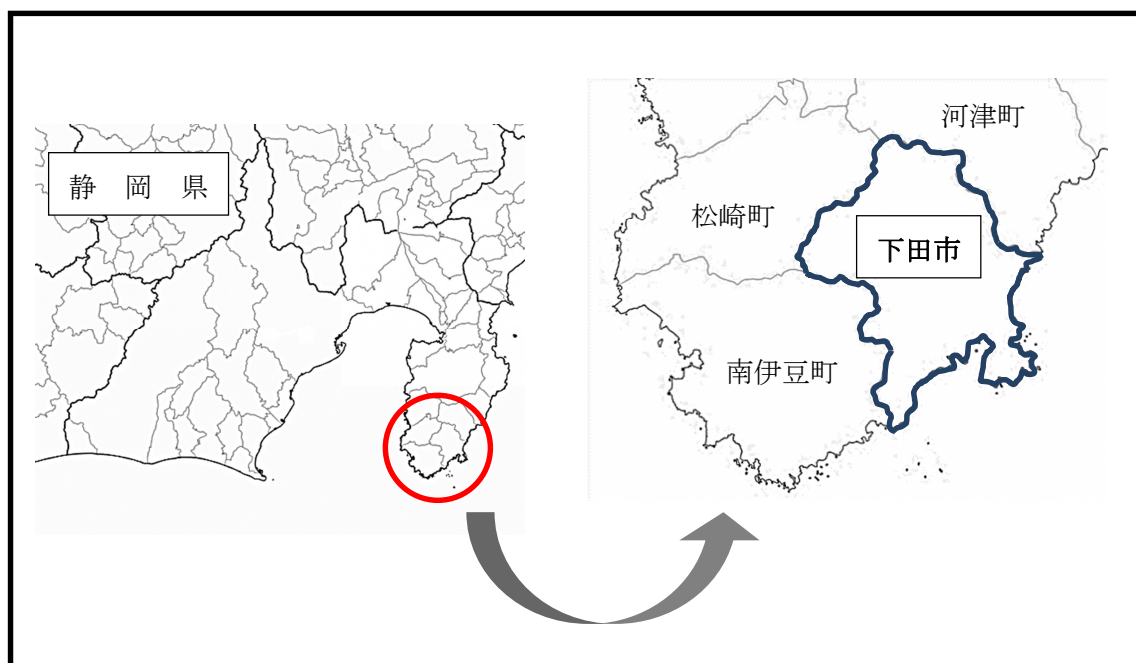 静 岡 県
河津町
松崎町
下田市
南伊豆町